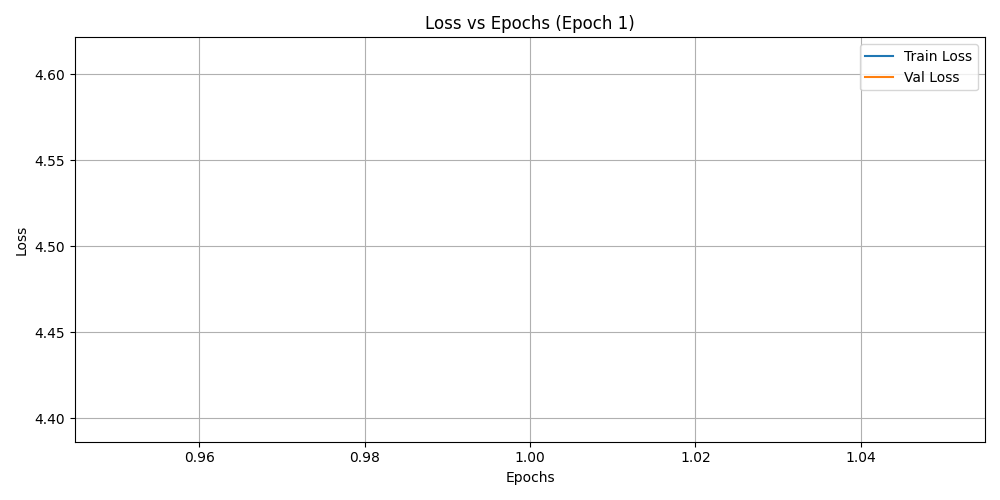 Loss vs Epochs (Epoch 1)
Train Loss
Val Loss
4.60
4.55
4.50
4.45
4.40
Loss
0.96 0.98 1.00 1.02 1.04
Epochs